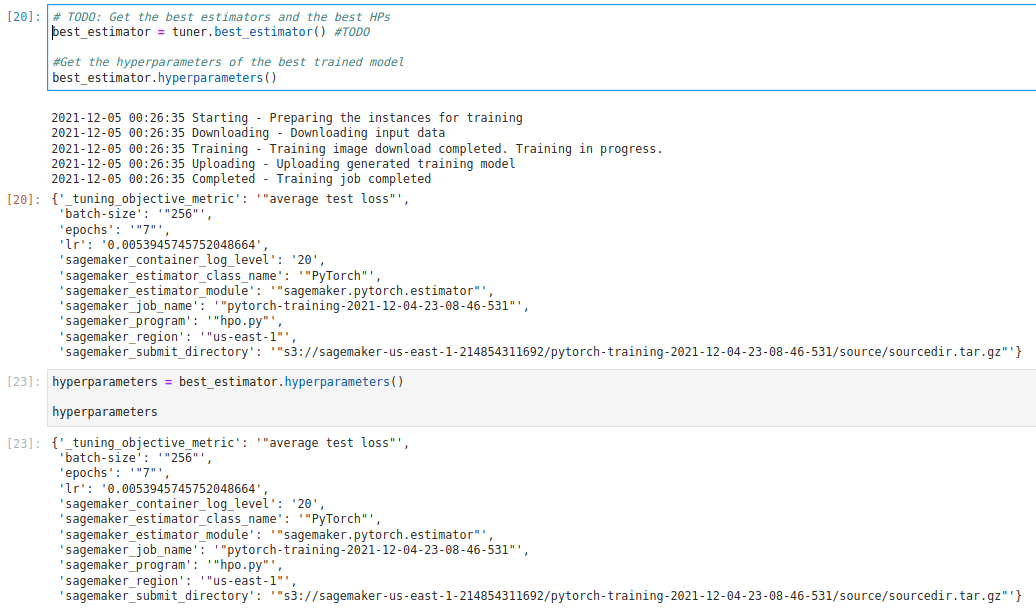 [20]: # TODO: Get the best estimators and the best HPs
best_estimator = tuner.best_estimator() #TODO
#Get the hyperparameters of the best trained model
best_estimator.hyperparameters()
2021-12-05 00:26:35 Starting - Preparing the instances for training
2021-12-05 00:26:35 Downloading - Downloading input data
2021-12-05 00:26:35 Training - Training image download completed. Training in progress.
2021-12-05 00:26:35 Uploading - Uploading generated training model
2021-12-05 00:26:35 Completed - Training job completed
[20]: {'_tuning_objective_metric': '"average test loss"',
'batch-size': '"256"',
'epochs': '"7"',
'lr': '0.0053945745752048664',
'sagemaker_container_log_level': '20',
'sagemaker_estimator_class_name': '"PyTorch"',
'sagemaker_estimator_module': '"sagemaker.pytorch.estimator"',
'sagemaker_job_name': '"pytorch-training-2021-12-04-23-08-46-531"',
'sagemaker_program': '"hpo.py"',
'sagemaker_region': '"us-east-1"',
'sagemaker_submit_directory': '"s3://sagemaker-us-east-1-214854311692/pytorch-training-2021-12-04-23-08-46-531/source/sourcedir.tar.gz"'}
[23]: hyperparameters = best_estimator.hyperparameters()
hyperparameters
[23]: {'_tuning_objective_metric': '"average test loss"',
'batch-size': '"256"',
'epochs': '"7"',
'lr': '0.0053945745752048664',
'sagemaker_container_log_level': '20',
'sagemaker_estimator_class_name': '"PyTorch"',
'sagemaker_estimator_module': '"sagemaker.pytorch.estimator"',
'sagemaker_job_name': '"pytorch-training-2021-12-04-23-08-46-531"',
'sagemaker_program': '"hpo.py"',
'sagemaker_region': '"us-east-1"',
'sagemaker_submit_directory': '"s3://sagemaker-us-east-1-214854311692/pytorch-training-2021-12-04-23-08-46-531/source/sourcedir.tar.gz"'}